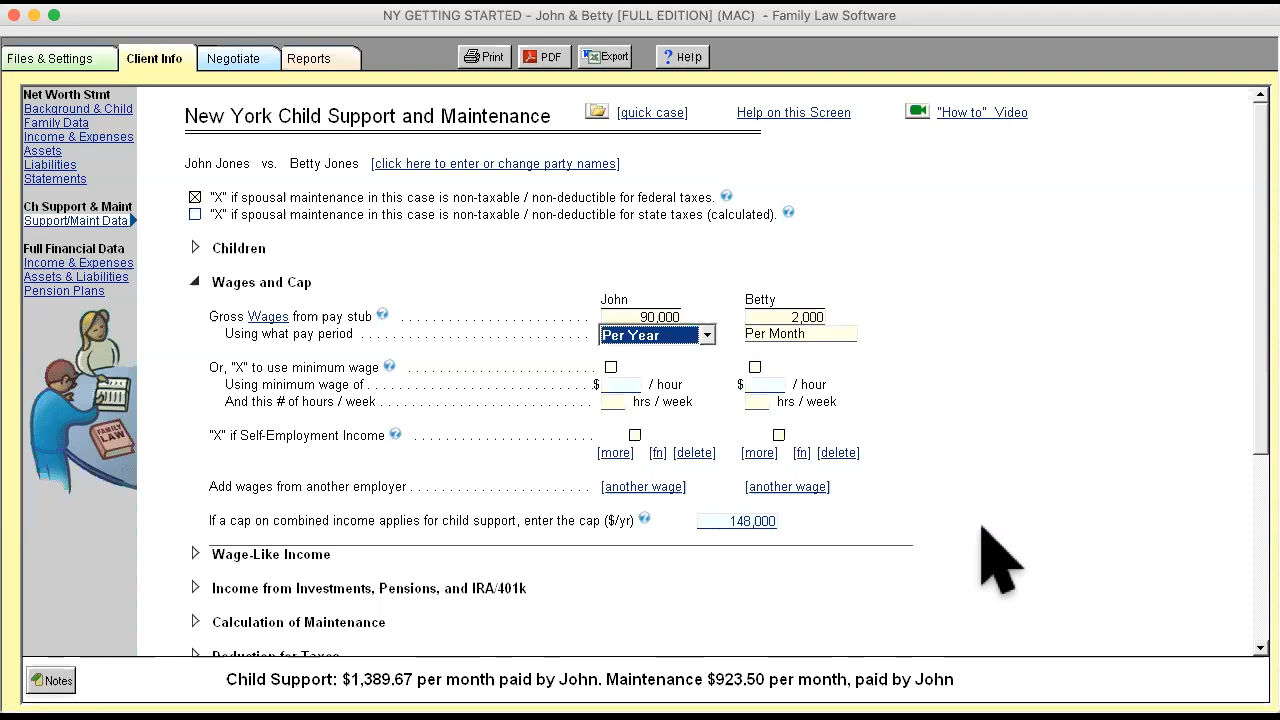 NY GETTING STARTED - John & Betty [FULL EDITION] (MAC) - Family Law Software
Files & Settings
Client Info
Negotiate
Reports
Print
PDF
Export
? Help
Net Worth Stmt
Background & Child
Family Data
Income & Expenses
Assets
Liabilities
Statements
Ch Support & Maint
Support/Maint Data
Full Financial Data
Income & Expenses
Assets & Liabilities
Pension Plans
FAMILY LAW
New York Child Support and Maintenance
[quick case]
Help on this Screen
"How to" Video
John Jones vs. Betty Jones [click here to enter or change party names]
"X" if spousal maintenance in this case is non-taxable / non-deductible for federal taxes. ?
"X" if spousal maintenance in this case is non-taxable / non-deductible for state taxes (calculated). ?
Children
Wages and Cap
John Betty
Gross Wages from pay stub ? 90,000 2,000
Using what pay period Per Year Per Month
Or, "X" to use minimum wage ?
Using minimum wage of $ / hour $ / hour
And this # of hours / week hrs / week hrs / week
"X" if Self-Employment Income ?
[more] [fn] [delete] [more] [fn] [delete]
Add wages from another employer [another wage] [another wage]
If a cap on combined income applies for child support, enter the cap ($/yr) ? 148,000
Wage-Like Income
Income from Investments, Pensions, and IRA/401k
Calculation of Maintenance
Deduction for Taxes
Notes
Child Support: $1,389.67 per month paid by John. Maintenance $923.50 per month, paid by John